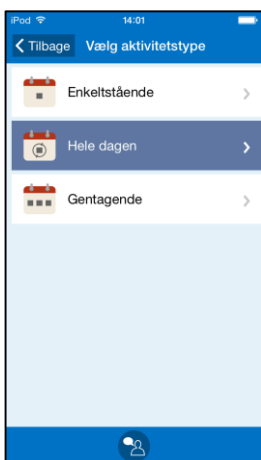 iPod 14:01
Tilbage Vælg aktivitetstype
Enkeltstående
Hele dagen
Gentagende